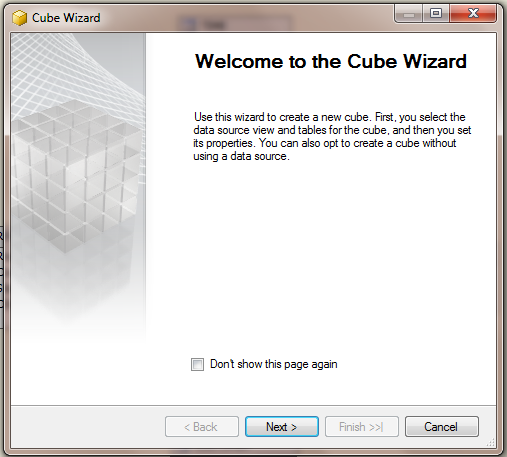 Cube Wizard
Welcome to the Cube Wizard
Use this wizard to create a new cube. First, you select the
data source view and tables for the cube, and then you set
its properties. You can also opt to create a cube without
using a data source.
Don't show this page again
< Back
Next >
Finish >>|
Cancel